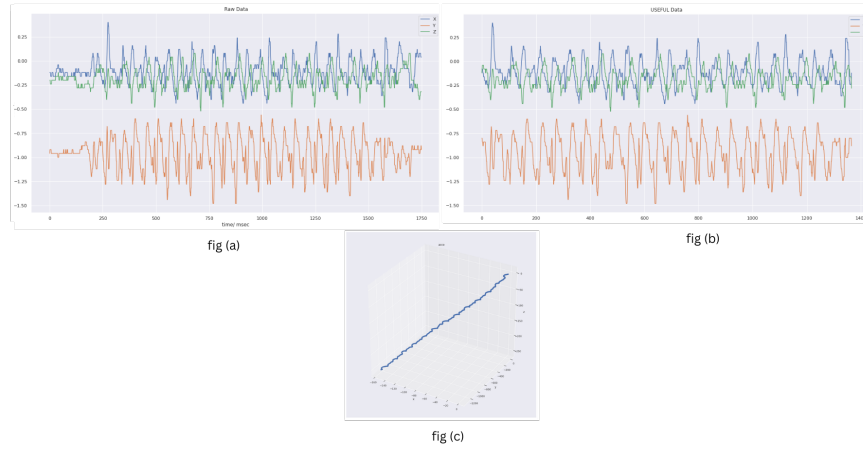 Raw Data
X
Y
Z
0.25
0.00
−0.25
−0.50
−0.75
−1.00
−1.25
−1.50
0 250 500 750 1000 1250 1500 1750
time/ msec
fig (a)
USEFUL Data
0.25
0.00
−0.25
−0.50
−0.75
−1.00
−1.25
−1.50
0 200 400 600 800 1000 1200 1400
fig (b)
fig (c)